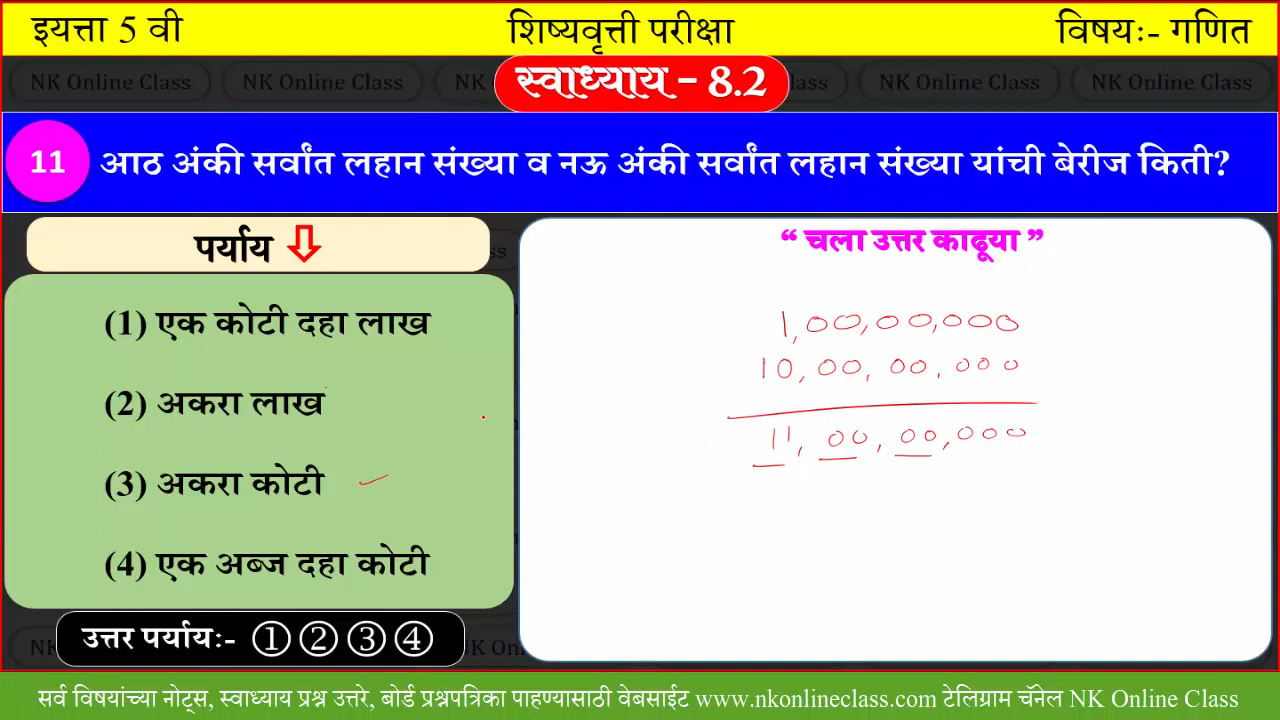 इयत्ता 5 वी शिष्यवृत्ती परीक्षा विषयः- गणित
NK Online Class NK Online Class NK Online Class NK Online Class
स्वाध्याय - 8.2
11 आठ अंकी सर्वांत लहान संख्या व नऊ अंकी सर्वांत लहान संख्या यांची बेरीज किती?
पर्याय
(1) एक कोटी दहा लाख
(2) अकरा लाख
(3) अकरा कोटी
(4) एक अब्ज दहा कोटी
उत्तर पर्यायः- ① ② ③ ④
“ चला उत्तर काढूया ”
1,00,00,000
10,00,00,000
11,00,00,000
सर्व विषयांच्या नोट्स, स्वाध्याय प्रश्न उत्तरे, बोर्ड प्रश्नपत्रिका पाहण्यासाठी वेबसाईट www.nkonlineclass.com टेलिग्राम चॅनेल NK Online Class